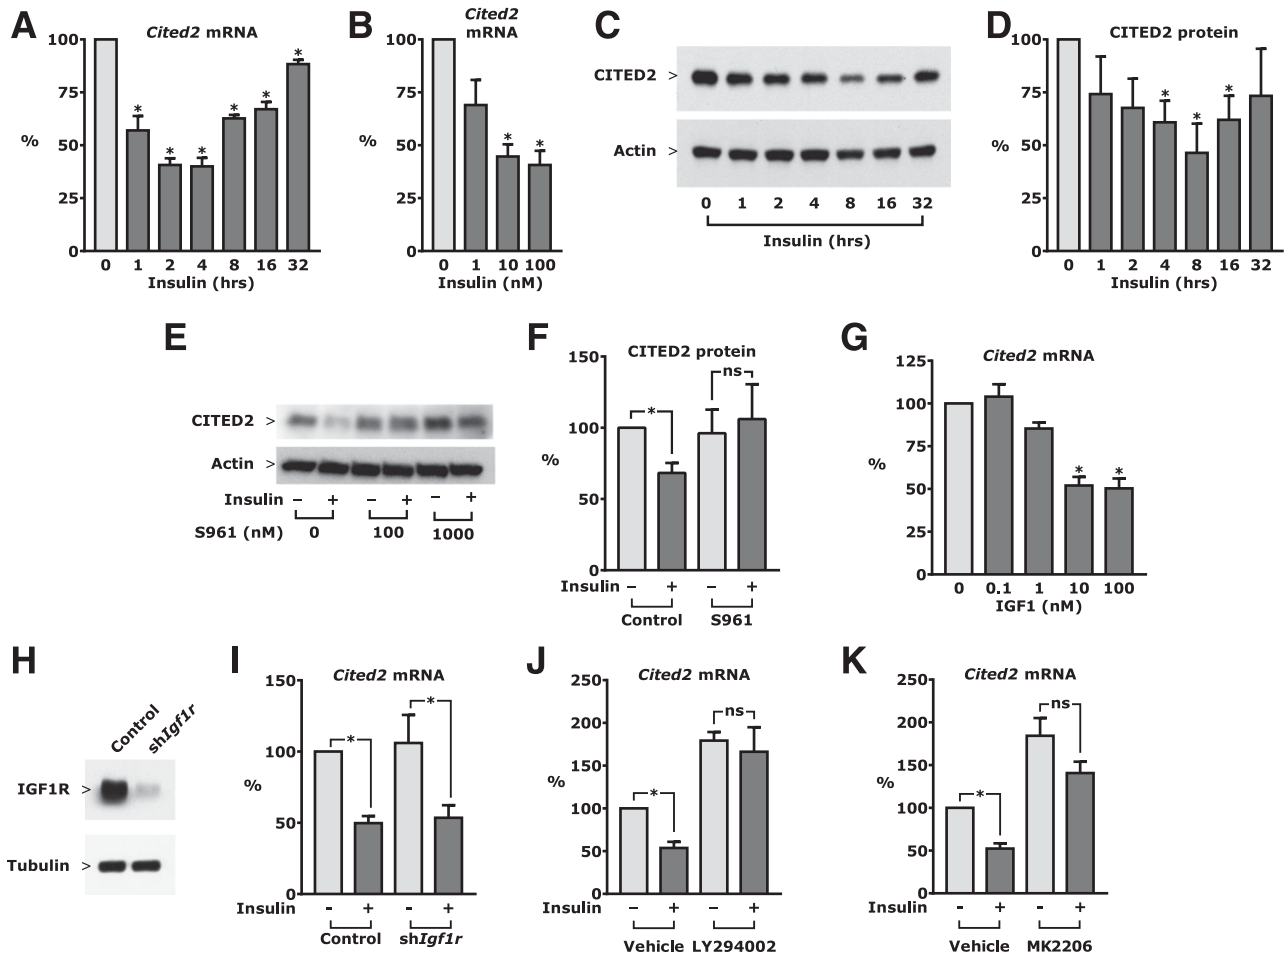 A
Cited2 mRNA
100
75
50
25
0
%
*
*
*
*
*
*
0 1 2 4 8 16 32
Insulin (hrs)
B
Cited2
mRNA
100
75
50
25
0
%
*
*
0 1 10 100
Insulin (nM)
C
CITED2 >
Actin >
0 1 2 4 8 16 32
Insulin (hrs)
D
CITED2 protein
100
75
50
25
0
%
*
*
*
0 1 2 4 8 16 32
Insulin (hrs)
E
CITED2 >
Actin >
Insulin – + – + – +
S961 (nM) 0 100 1000
F
CITED2 protein
150
100
50
0
%
*
ns
Insulin – + – +
Control S961
G
Cited2 mRNA
125
100
75
50
25
0
%
*
*
0 0.1 1 10 100
IGF1 (nM)
H
Control
shIgf1r
IGF1R >
Tubulin >
I
Cited2 mRNA
150
100
50
0
%
*
*
Insulin - + - +
Control shIgf1r
J
Cited2 mRNA
250
200
150
100
50
0
%
*
ns
Insulin – + – +
Vehicle LY294002
K
Cited2 mRNA
250
200
150
100
50
0
%
*
ns
Insulin – + – +
Vehicle MK2206